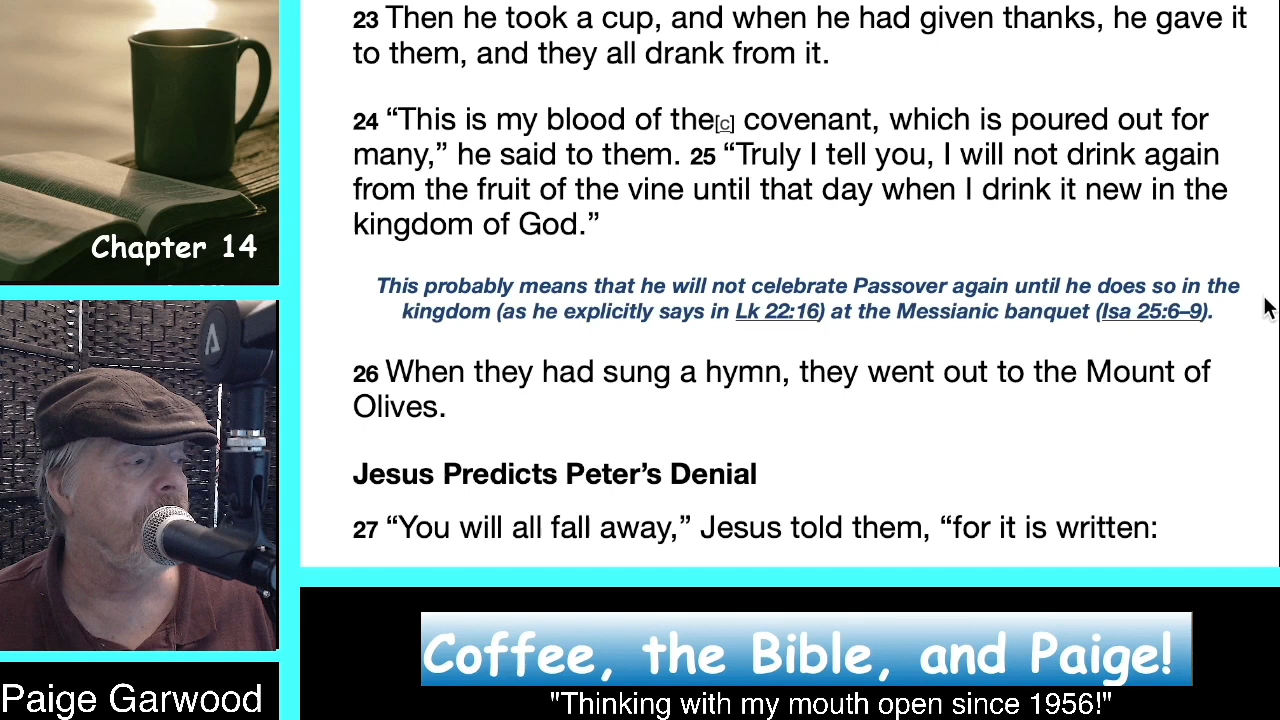 23 Then he took a cup, and when he had given thanks, he gave it
to them, and they all drank from it.
24 “This is my blood of the[c] covenant, which is poured out for
many,” he said to them. 25 “Truly I tell you, I will not drink again
from the fruit of the vine until that day when I drink it new in the
kingdom of God.”
This probably means that he will not celebrate Passover again until he does so in the
kingdom (as he explicitly says in Lk 22:16) at the Messianic banquet (Isa 25:6–9).
26 When they had sung a hymn, they went out to the Mount of
Olives.
Jesus Predicts Peter’s Denial
27 “You will all fall away,” Jesus told them, “for it is written:
Chapter 14
Coffee, the Bible, and Paige!
"Thinking with my mouth open since 1956!"
Paige Garwood